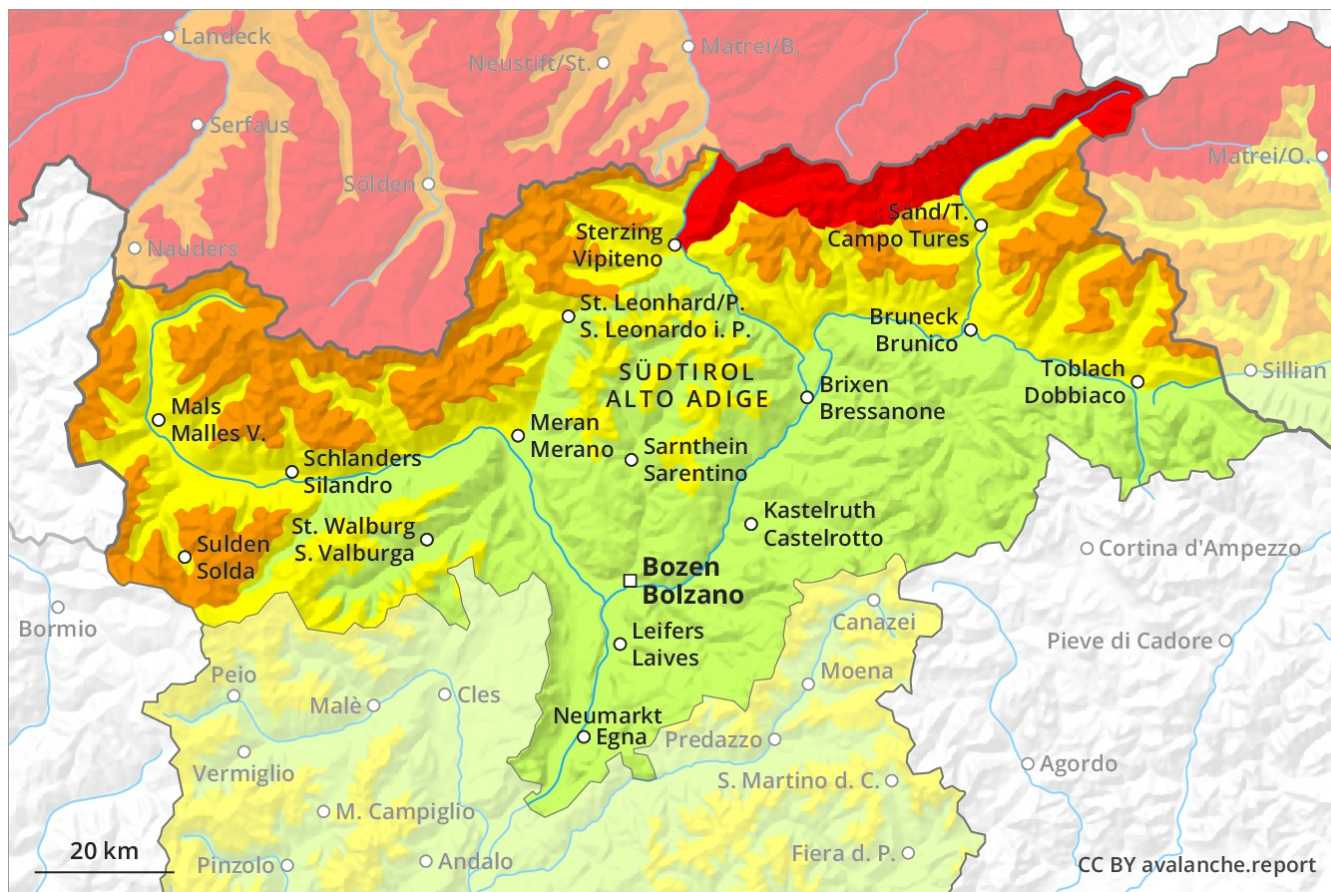 Landeck
Matrei/B.
Neustift/St.
Serfaus
Matrei/O.
Sölden
Nauders
Sand/T.
Campo Tures
Sterzing
Vipiteno
St. Leonhard/P.
S. Leonardo i. P.
Bruneck
Brunico
SÜDTIROL
ALTO ADIGE
Toblach
Dobbiaco
Sillian
Brixen
Bressanone
Mals
Malles V.
Meran
Merano
Sarnthein
Sarentino
Schlanders
Silandro
St. Walburg
S. Valburga
Kastelruth
Castelrotto
Sulden
Solda
Cortina d'Ampezzo
Bozen
Bolzano
Bormio
Canazei
Leifers
Laives
Pieve di Cadore
Peio
Moena
Malè
Cles
Neumarkt
Egna
Predazzo
Vermiglio
Agordo
S. Martino d. C.
M. Campiglio
20 km
Andalo
Fiera d. P.
Pinzolo
CC BY avalanche.report